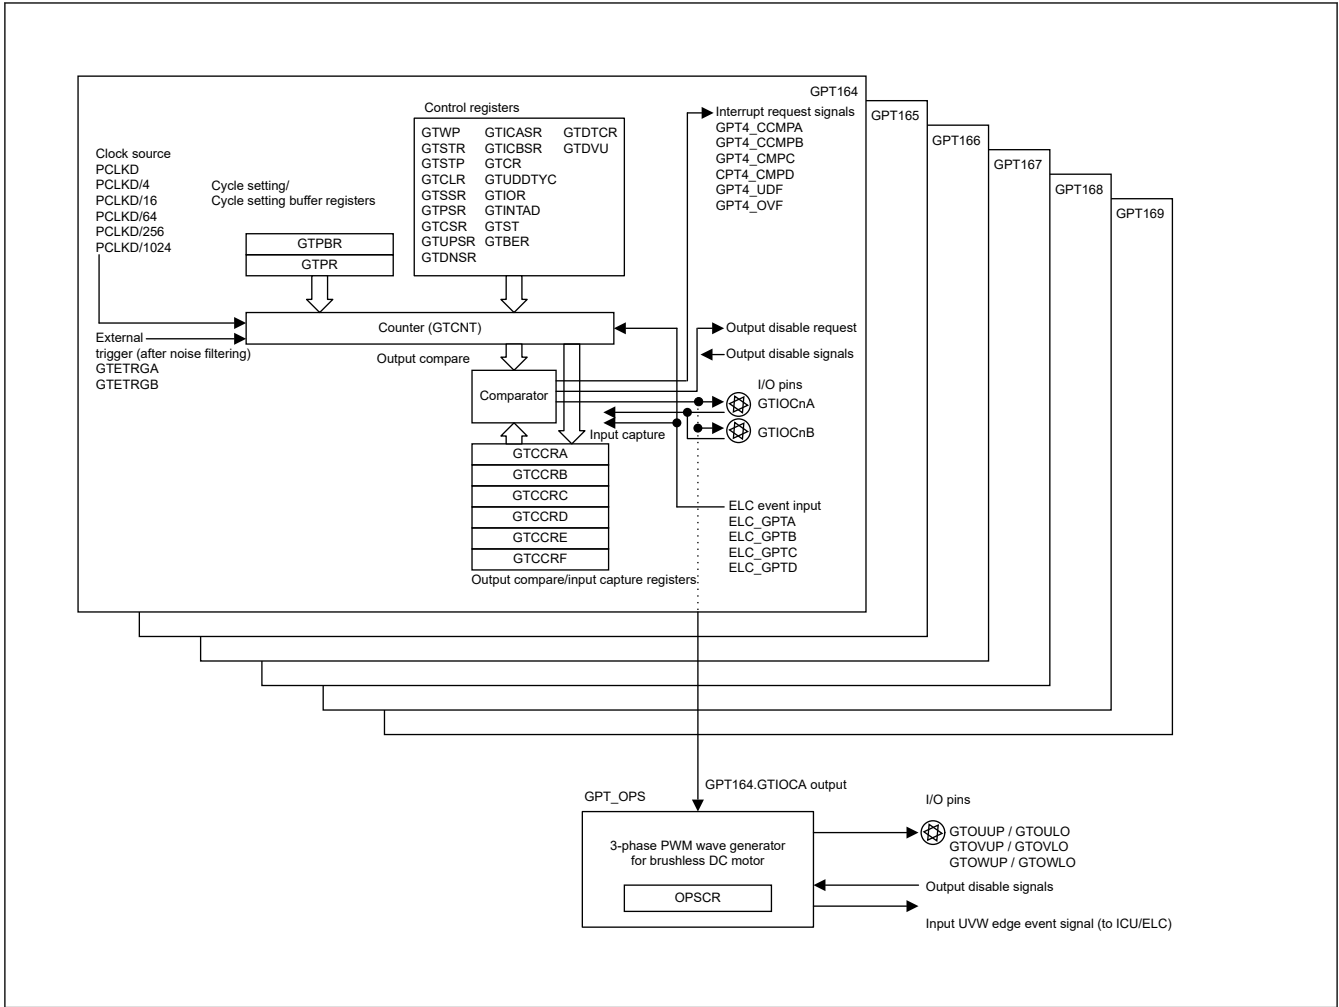 GPT164
GPT165
GPT166
GPT167
GPT168
GPT169
Clock source
PCLKD
PCLKD/4
PCLKD/16
PCLKD/64
PCLKD/256
PCLKD/1024
Cycle setting/
Cycle setting buffer registers
GTPBR
GTPR
Control registers
GTWP GTICASR GTDTCR
GTSTR GTICBSR GTDVU
GTSTP GTCR
GTCLR GTUDDTYC
GTSSR GTIOR
GTPSR GTINTAD
GTCSR GTST
GTUPSR GTBER
GTDNSR
Interrupt request signals
GPT4_CCMPA
GPT4_CCMPB
GPT4_CMPC
CPT4_CMPD
GPT4_UDF
GPT4_OVF
Counter (GTCNT)
External
trigger (after noise filtering)
GTETRGA
GTETRGB
Output compare
Comparator
Output disable request
Output disable signals
I/O pins
GTIOCnA
GTIOCnB
Input capture
GTCCRA
GTCCRB
GTCCRC
GTCCRD
GTCCRE
GTCCRF
Output compare/input capture registers
ELC event input
ELC_GPTA
ELC_GPTB
ELC_GPTC
ELC_GPTD
GPT164.GTIOCA output
GPT_OPS
3-phase PWM wave generator
for brushless DC motor
OPSCR
I/O pins
GTOUUP / GTOULO
GTOVUP / GTOVLO
GTOWUP / GTOWLO
Output disable signals
Input UVW edge event signal (to ICU/ELC)